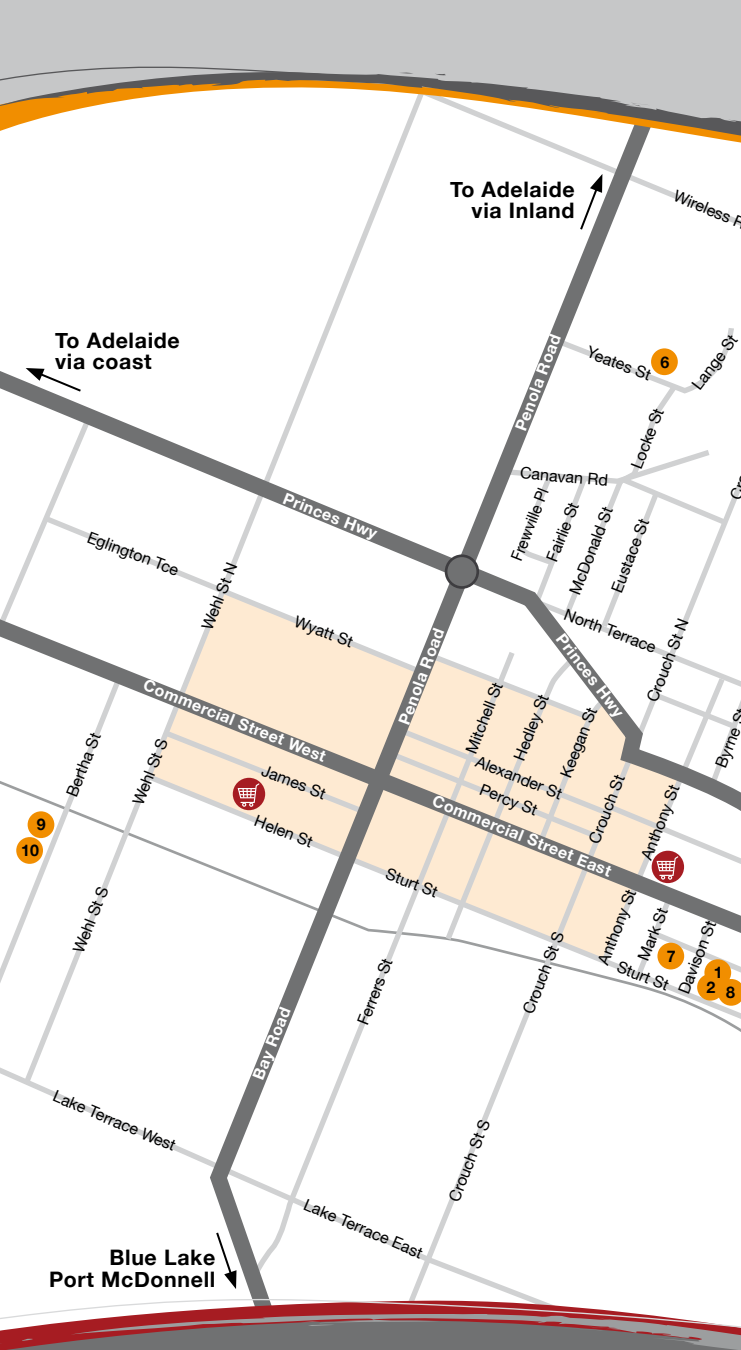 To Adelaide
via Inland
Wireless R
To Adelaide
via coast
Penola Road
Yeates St
6
Lange St
Locke St
Canavan Rd
Frewville Pl
Fairlie St
McDonald St
Eustace St
Princes Hwy
Eglington Tce
Wehl St N
Wyatt St
North Terrace
Crouch St N
Princes Hwy
Penola Road
Mitchell St
Hedley St
Keegan St
Byrne St
Commercial Street West
Bertha St
Wehl St S
James St
Helen St
Alexander St
Percy St
Commercial Street East
Crouch St
Anthony St
9
10
Sturt St
Wehl St S
Anthony St
Mark St
Davison St
7
1
2
8
Sturt St
Ferrers St
Crouch St S
Bay Road
Lake Terrace West
Crouch St S
Lake Terrace East
Blue Lake
Port McDonnell